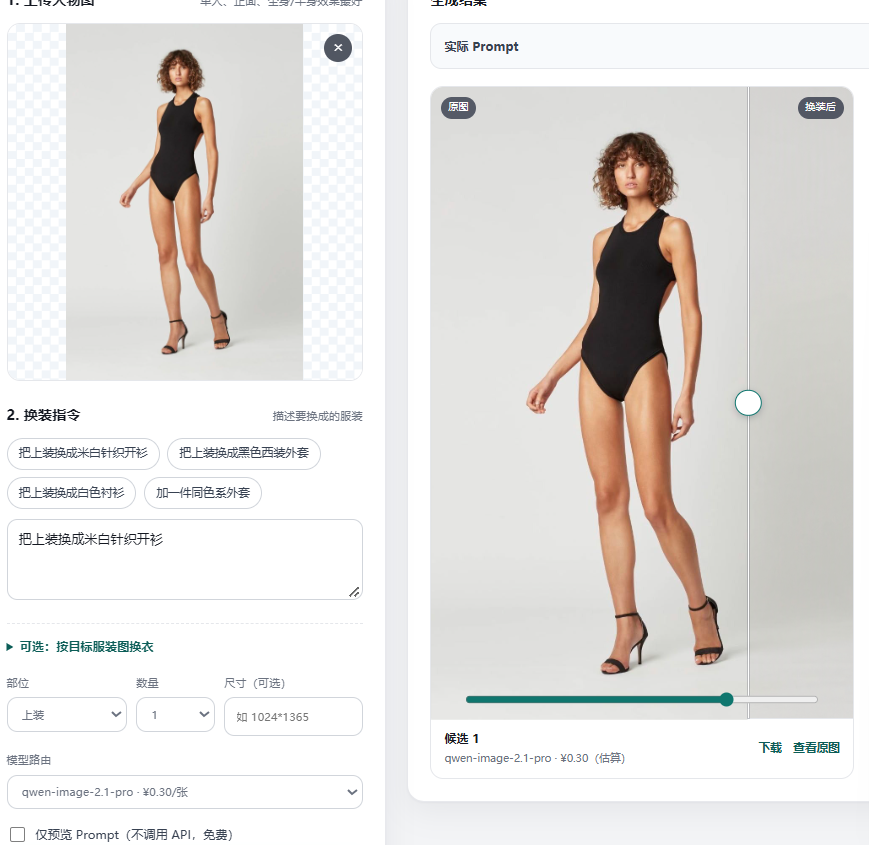 1. 上传人物图
单人、正面、全身/半身效果最好
2. 换装指令
描述要换成的服装
把上装换成米白针织开衫
把上装换成黑色西装外套
把上装换成白色衬衫
加一件同色系外套
把上装换成米白针织开衫
可选：按目标服装图换衣
部位
数量
尺寸（可选）
上装
1
如 1024*1365
模型路由
qwen-image-2.1-pro · ¥0.30/张
仅预览 Prompt（不调用 API，免费）
生成结果
实际 Prompt
原图
换装后
候选 1
qwen-image-2.1-pro · ¥0.30（估算）
下载
查看原图